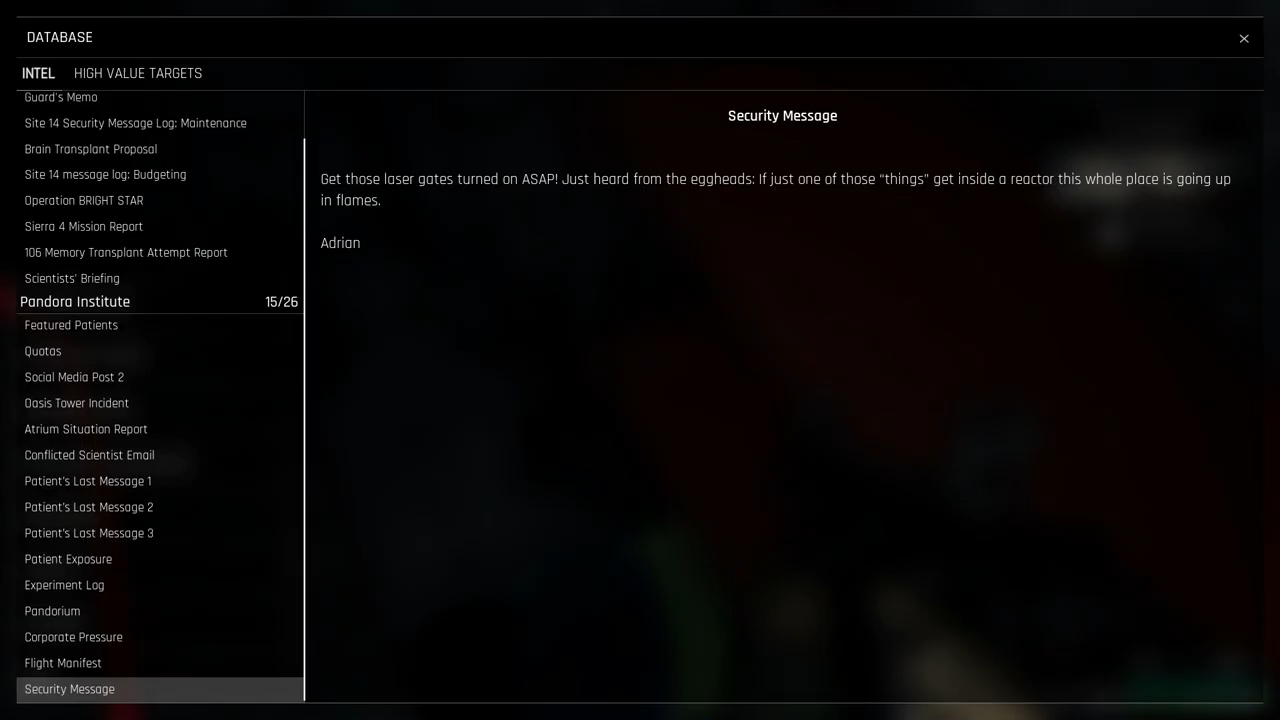 DATABASE
INTEL HIGH VALUE TARGETS
Guard's Memo
Site 14 Security Message Log: Maintenance
Brain Transplant Proposal
Site 14 message log: Budgeting
Operation BRIGHT STAR
Sierra 4 Mission Report
106 Memory Transplant Attempt Report
Scientists' Briefing
Pandora Institute 15/26
Featured Patients
Quotas
Social Media Post 2
Oasis Tower Incident
Atrium Situation Report
Conflicted Scientist Email
Patient's Last Message 1
Patient's Last Message 2
Patient's Last Message 3
Patient Exposure
Experiment Log
Pandorium
Corporate Pressure
Flight Manifest
Security Message
Security Message
Get those laser gates turned on ASAP! Just heard from the eggheads: If just one of those “things” get inside a reactor this whole place is going up
in flames.
Adrian